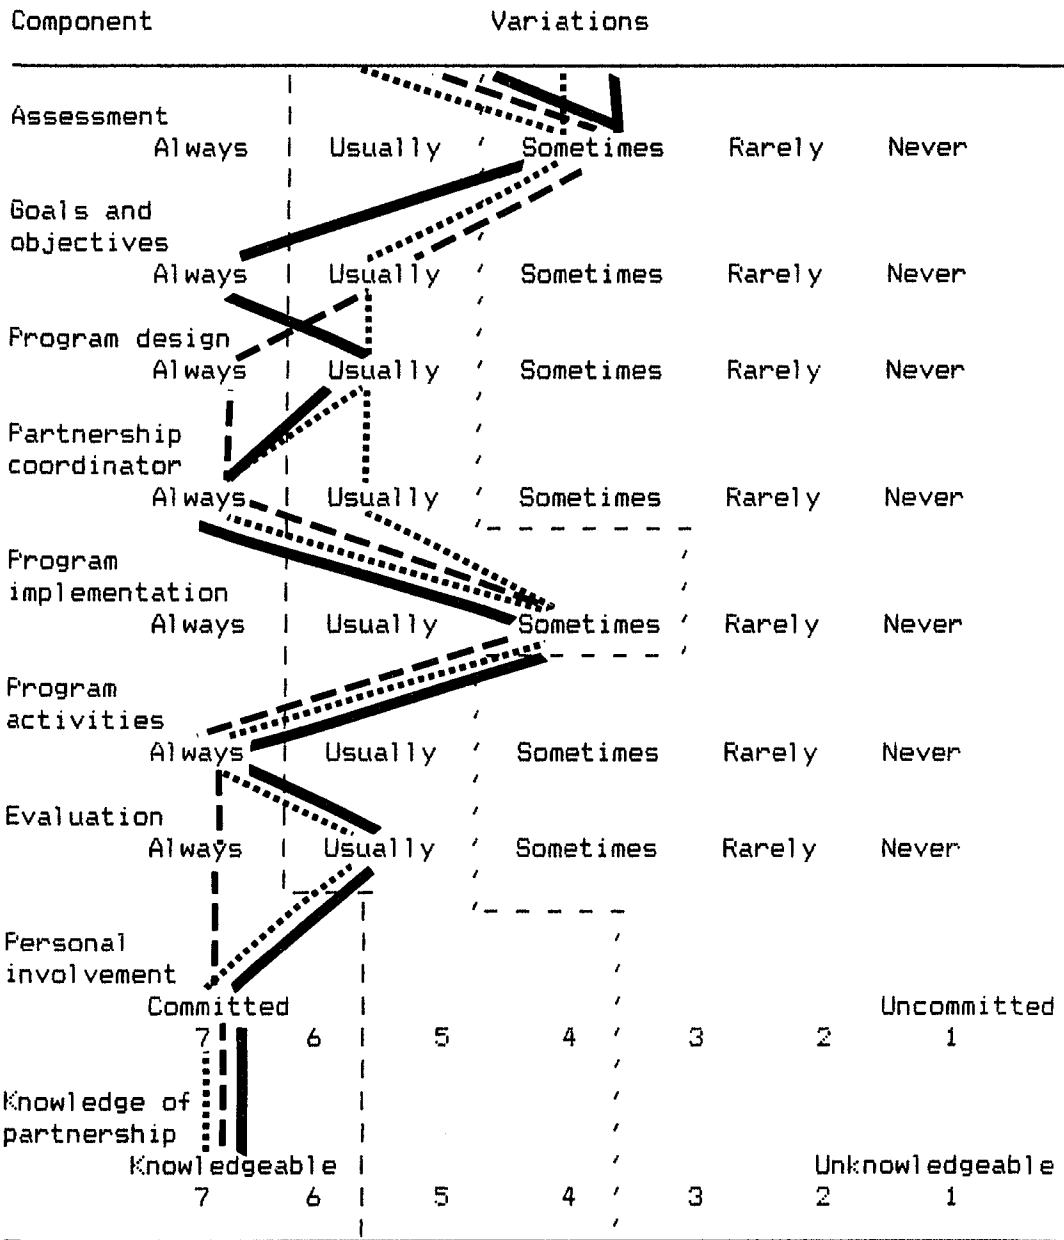 Component Variations
Assessment
Always Usually Sometimes Rarely Never
Goals and
objectives
Always Usually Sometimes Rarely Never
Program design
Always Usually Sometimes Rarely Never
Partnership
coordinator
Always Usually Sometimes Rarely Never
Program
implementation
Always Usually Sometimes Rarely Never
Program
activities
Always Usually Sometimes Rarely Never
Evaluation
Always Usually Sometimes Rarely Never
Personal
involvement
Committed Uncommitted
7 6 5 4 3 2 1
Knowledge of
partnership
Knowledgeable Unknowledgeable
7 6 5 4 3 2 1